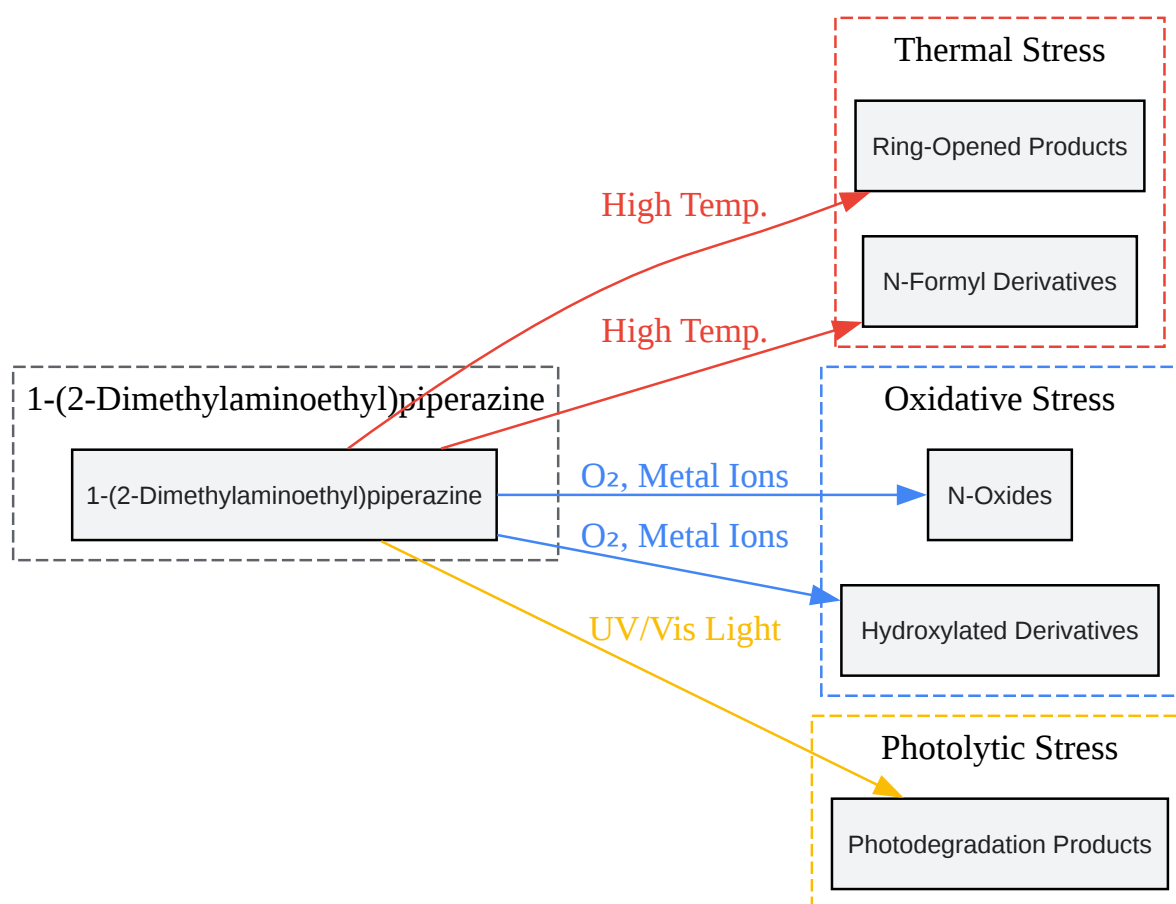 Thermal Stress
Ring-Opened Products
High Temp.
N-Formyl Derivatives
High Temp.
1-(2-Dimethylaminoethyl)piperazine
1-(2-Dimethylaminoethyl)piperazine
Oxidative Stress
O₂, Metal Ions
N-Oxides
O₂, Metal Ions
Hydroxylated Derivatives
UV/Vis Light
Photolytic Stress
Photodegradation Products